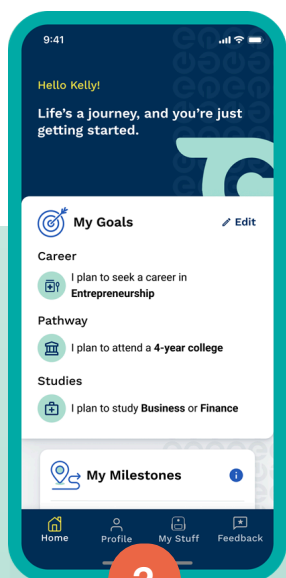 9:41
Hello Kelly!
Life's a journey, and you're just
getting started.
My Goals
Edit
Career
I plan to seek a career in
Entrepreneurship
Pathway
I plan to attend a 4-year college
Studies
I plan to study Business or Finance
My Milestones
i
Home Profile My Stuff Feedback